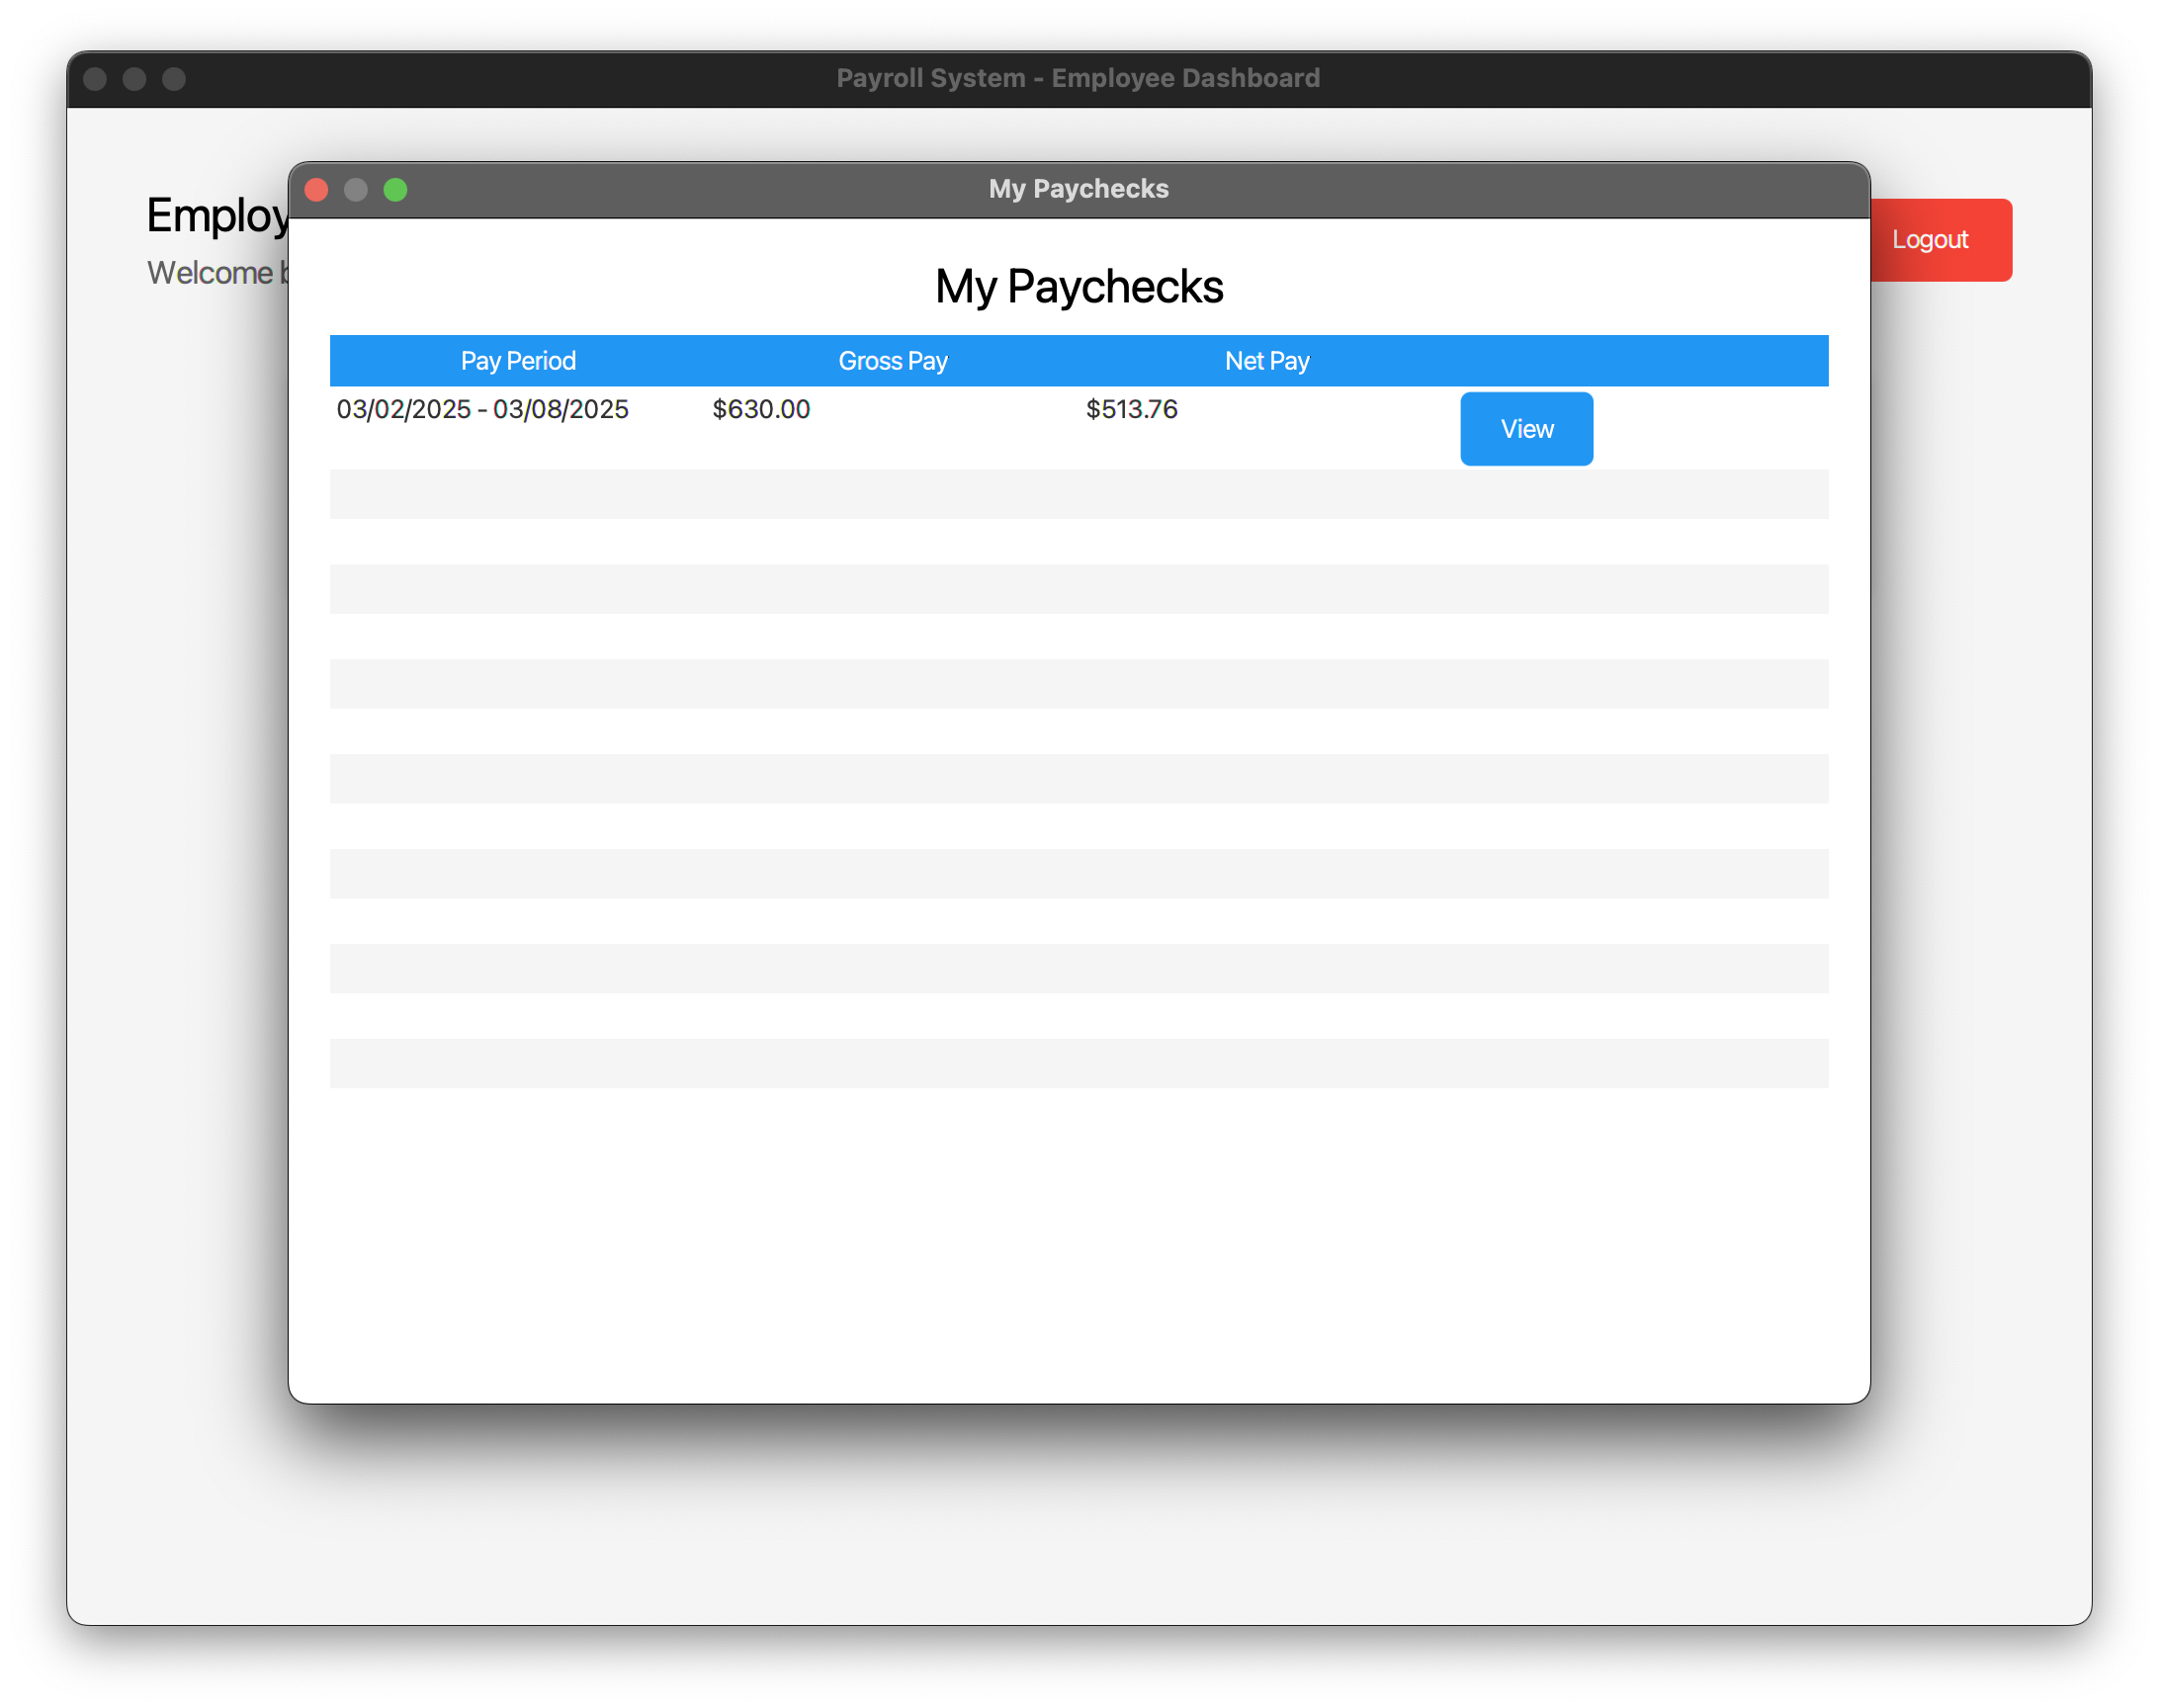 Payroll System - Employee Dashboard
My Paychecks
Employ
Welcome
Logout
My Paychecks
Pay Period Gross Pay Net Pay
03/02/2025 - 03/08/2025 $630.00 $513.76 View